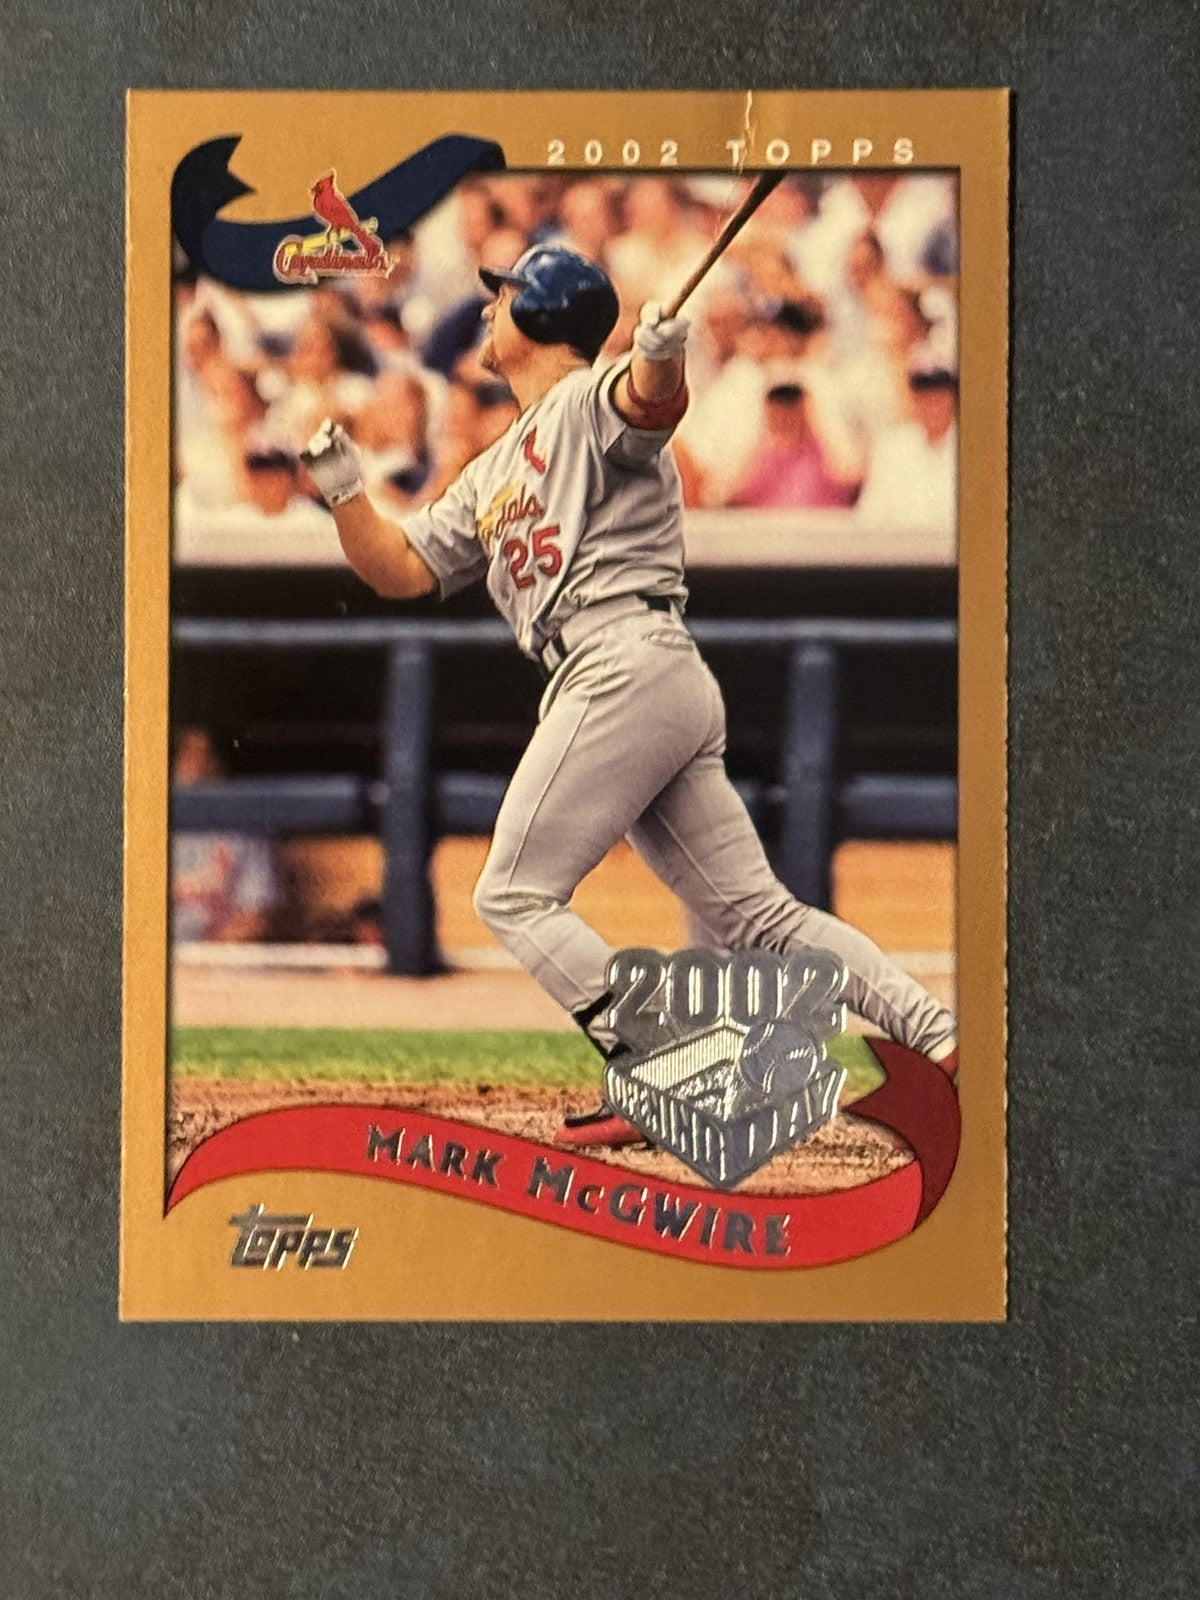 2002 TOPPS
Cardinals
Cardinals
25
2002
OPENING DAY
MARK McGWIRE
TOPPS